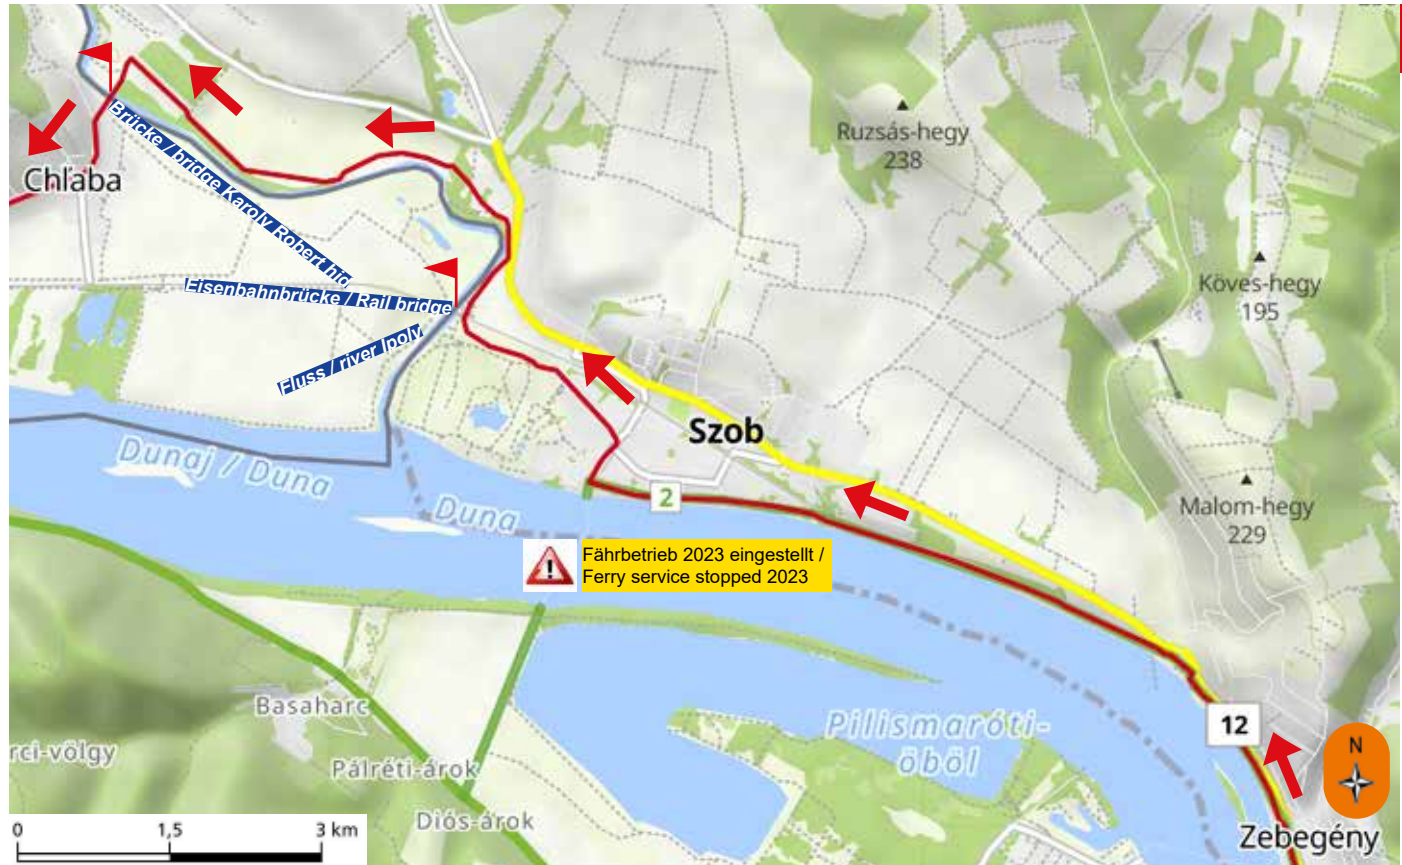 Ruzsás-hegy
238
Chľaba
Brücke / bridge Karoly Robert hid
Eisenbahnbrücke / Rail bridge
Fluss / river Ipoly
Köves-hegy
195
Szob
Dunaj / Duna
2
Duna
Malom-hegy
229
Fährbetrieb 2023 eingestellt /
Ferry service stopped 2023
Basaharc
rci-völgy
Pálréti-árok
Pilismaróti-
öböl
12
N
Diós-árok
Zebegény
0 1,5 3 km